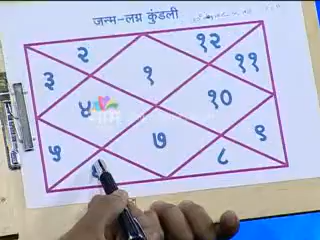 जन्म-लग्न कुंडली
२ १२
३ १ ११
४ १०
५ ७ ९
८